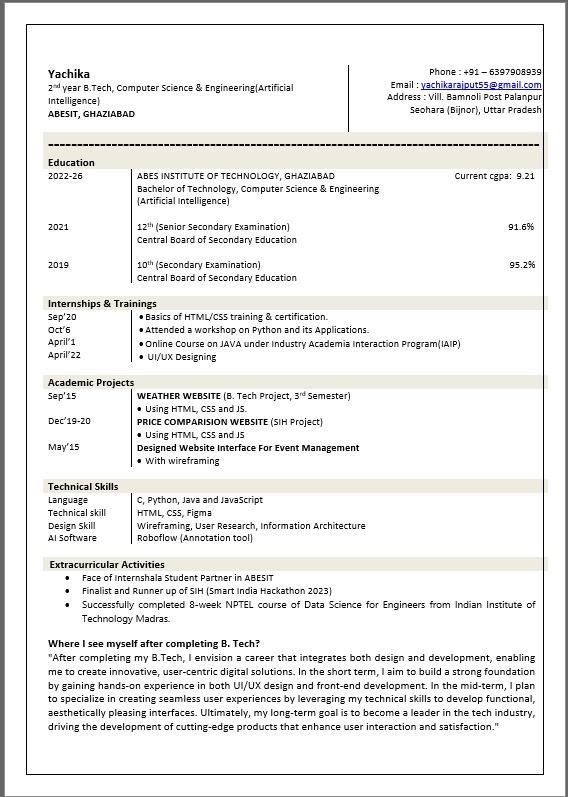 Yachika
2nd year B.Tech, Computer Science & Engineering(Artificial
Intelligence)
ABESIT, GHAZIABAD
Phone : +91 – 6397908939
Email : yachikarajput55@gmail.com
Address : Vill. Bamnoli Post Palanpur
Seohara (Bijnor), Uttar Pradesh
Education
2022-26 ABES INSTITUTE OF TECHNOLOGY, GHAZIABAD Current cgpa: 9.21
Bachelor of Technology, Computer Science & Engineering
(Artificial Intelligence)
2021 12th (Senior Secondary Examination) 91.6%
Central Board of Secondary Education
2019 10th (Secondary Examination) 95.2%
Central Board of Secondary Education
Internships & Trainings
Sep’20 • Basics of HTML/CSS training & certification.
Oct’6 • Attended a workshop on Python and its Applications.
April’1 • Online Course on JAVA under Industry Academia Interaction Program(IAIP)
April’22 • UI/UX Designing
Academic Projects
Sep’15 WEATHER WEBSITE (B. Tech Project, 3rd Semester)
• Using HTML, CSS and JS.
Dec’19-20 PRICE COMPARISION WEBSITE (SIH Project)
• Using HTML, CSS and JS
May’15 Designed Website Interface For Event Management
• With wireframing
Technical Skills
Language C, Python, Java and JavaScript
Technical skill HTML, CSS, Figma
Design Skill Wireframing, User Research, Information Architecture
AI Software Roboflow (Annotation tool)
Extracurricular Activities
• Face of Internshala Student Partner in ABESIT
• Finalist and Runner up of SIH (Smart India Hackathon 2023)
• Successfully completed 8-week NPTEL course of Data Science for Engineers from Indian Institute of
Technology Madras.
Where I see myself after completing B. Tech?
"After completing my B.Tech, I envision a career that integrates both design and development, enabling
me to create innovative, user-centric digital solutions. In the short term, I aim to build a strong foundation
by gaining hands-on experience in both UI/UX design and front-end development. In the mid-term, I plan
to specialize in creating seamless user experiences by leveraging my technical skills to develop functional,
aesthetically pleasing interfaces. Ultimately, my long-term goal is to become a leader in the tech industry,
driving the development of cutting-edge products that enhance user interaction and satisfaction."